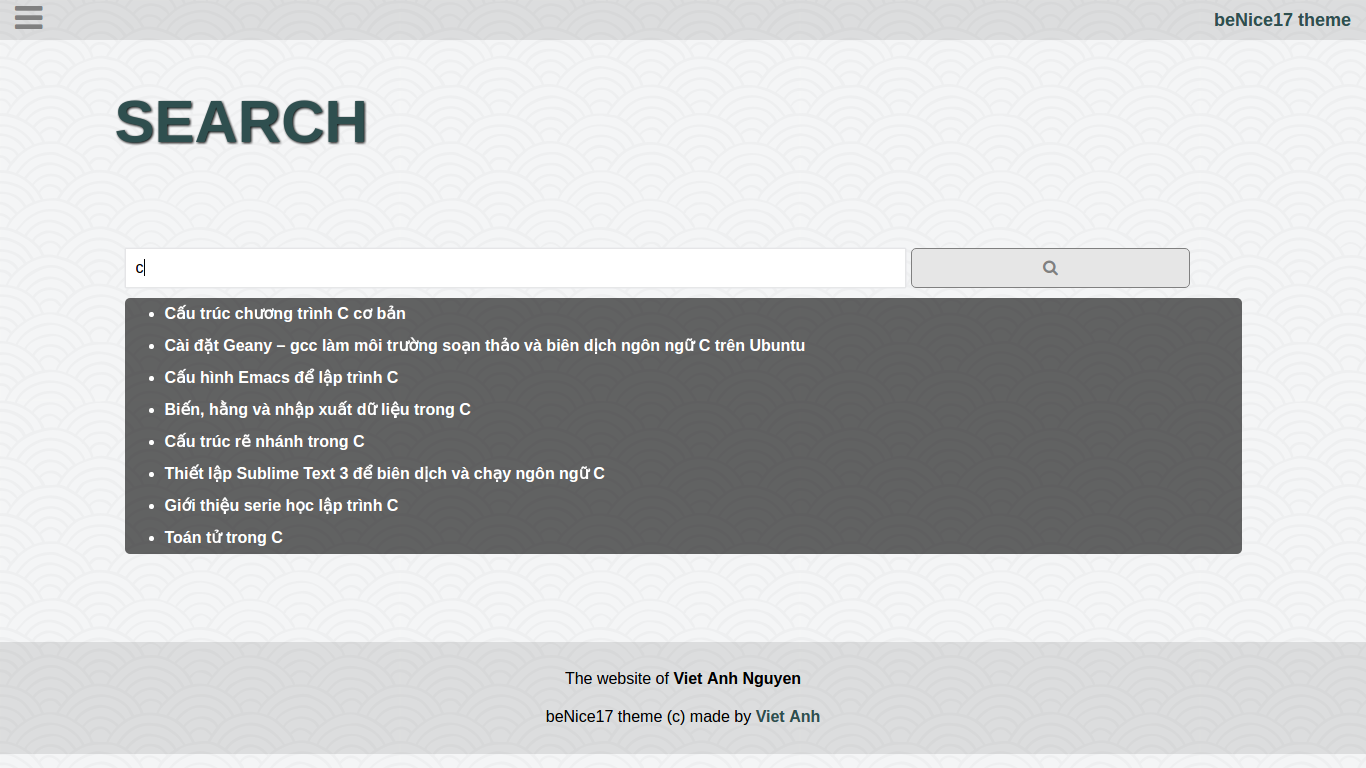 beNice17 theme
SEARCH
c
Cấu trúc chương trình C cơ bản
Cài đặt Geany – gcc làm môi trường soạn thảo và biên dịch ngôn ngữ C trên Ubuntu
Cấu hình Emacs để lập trình C
Biến, hằng và nhập xuất dữ liệu trong C
Cấu trúc rẽ nhánh trong C
Thiết lập Sublime Text 3 để biên dịch và chạy ngôn ngữ C
Giới thiệu serie học lập trình C
Toán tử trong C
The website of Viet Anh Nguyen
beNice17 theme (c) made by Viet Anh